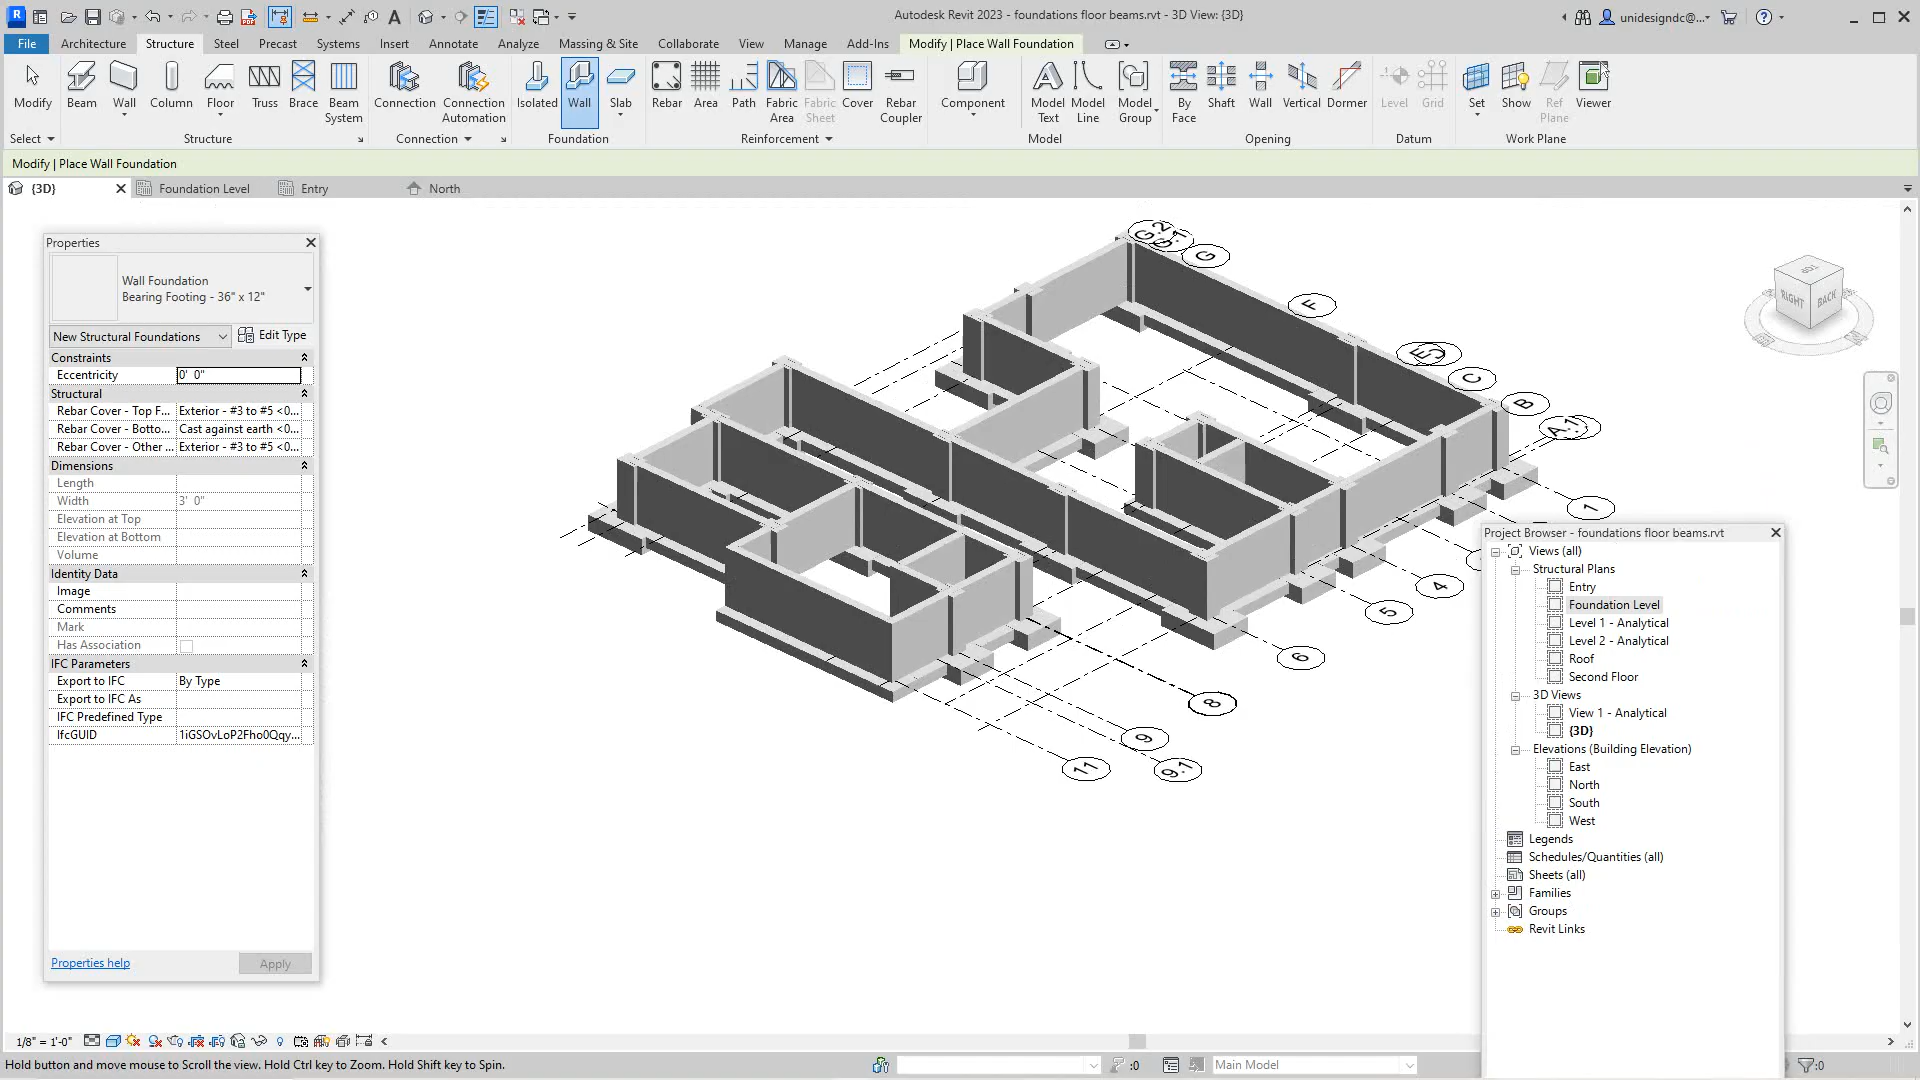 Autodesk Revit 2023 - foundations floor beams.rvt - 3D View: {3D}
unidesigndc@...
File Architecture Structure Steel Precast Systems Insert Annotate Analyze Massing & Site Collaborate View Manage Add-Ins Modify | Place Wall Foundation
Modify Beam Wall Column Floor Truss Brace Beam System Connection Connection Automation Isolated Wall Slab Rebar Area Path Fabric Area Fabric Sheet Cover Rebar Coupler Component Model Text Model Line Model Group By Face Shaft Wall Vertical Dormer Level Grid Set Show Ref Plane Viewer
Select Structure Connection Foundation Reinforcement Model Opening Datum Work Plane
Modify | Place Wall Foundation
{3D} Foundation Level Entry North
Properties
Wall Foundation
Bearing Footing - 36" x 12"
New Structural Foundations Edit Type
Constraints
Eccentricity 0' 0"
Structural
Rebar Cover - Top F... Exterior - #3 to #5 <0...
Rebar Cover - Botto... Cast against earth <0...
Rebar Cover - Other ... Exterior - #3 to #5 <0...
Dimensions
Length
Width 3' 0"
Elevation at Top
Elevation at Bottom
Volume
Identity Data
Image
Comments
Mark
Has Association
IFC Parameters
Export to IFC By Type
Export to IFC As
IFC Predefined Type
IfcGUID 1iGSOvLoP2Fho0Qqy...
Properties help Apply
G.2
G.1
G
F
E
C
B
A.1
1
4
5
6
8
9
9.1
11
TOP
RIGHT
BACK
Project Browser - foundations floor beams.rvt
Views (all)
Structural Plans
Entry
Foundation Level
Level 1 - Analytical
Level 2 - Analytical
Roof
Second Floor
3D Views
View 1 - Analytical
{3D}
Elevations (Building Elevation)
East
North
South
West
Legends
Schedules/Quantities (all)
Sheets (all)
Families
Groups
Revit Links
1/8" = 1'-0"
Hold button and move mouse to Scroll the view. Hold Ctrl key to Zoom. Hold Shift key to Spin.
:0
Main Model
:0